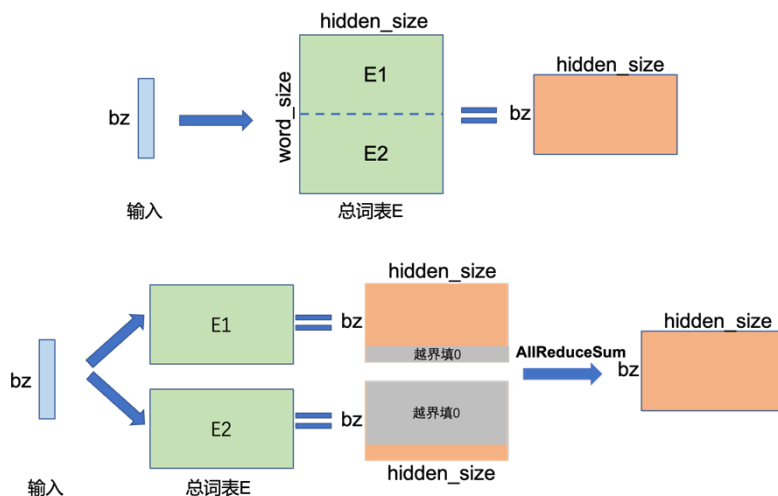 hidden_size
E1
hidden_size
bz
word_size
bz
E2
输入
总词表E
hidden_size
E1
bz
hidden_size
越界填0
AllReduceSum
bz
bz
越界填0
E2
bz
hidden_size
输入
总词表E